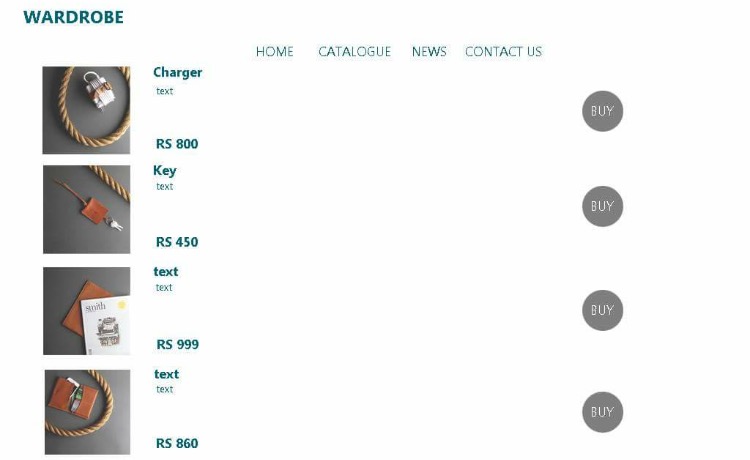 WARDROBE
HOME CATALOGUE NEWS CONTACT US
Charger
text
BUY
RS 800
Key
text
BUY
RS 450
text
text
smith
BUY
RS 999
text
text
BUY
RS 860